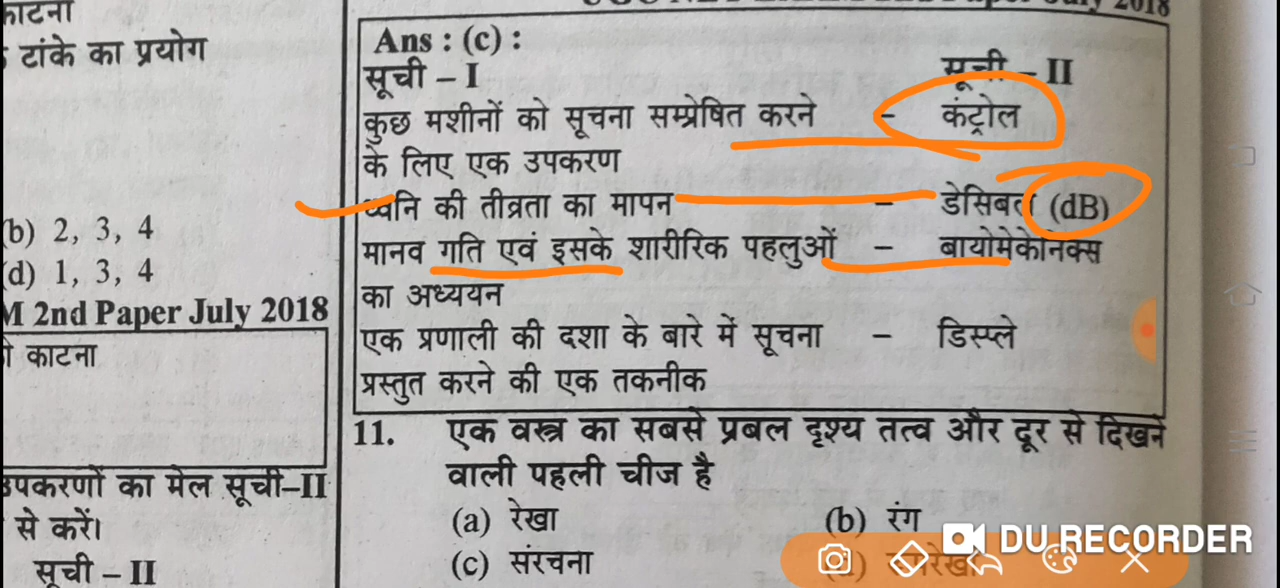 काटना
टांके का प्रयोग
(b) 2, 3, 4
(d) 1, 3, 4
M 2nd Paper July 2018
काटना
उपकरणों का मेल सूची–II
से करें।
सूची – II
Paper July 2018
Ans : (c) :
सूची – I सूची – II
कुछ मशीनों को सूचना सम्प्रेषित करने – कंट्रोल
के लिए एक उपकरण
ध्वनि की तीव्रता का मापन – डेसिबल (dB)
मानव गति एवं इसके शारीरिक पहलुओं – बायोमेकेनिक्स
का अध्ययन
एक प्रणाली की दशा के बारे में सूचना – डिस्प्ले
प्रस्तुत करने की एक तकनीक
11. एक वस्त्र का सबसे प्रबल दृश्य तत्व और दूर से दिखने
वाली पहली चीज है
(a) रेखा (b) रंग
(c) संरचना
DU RECORDER